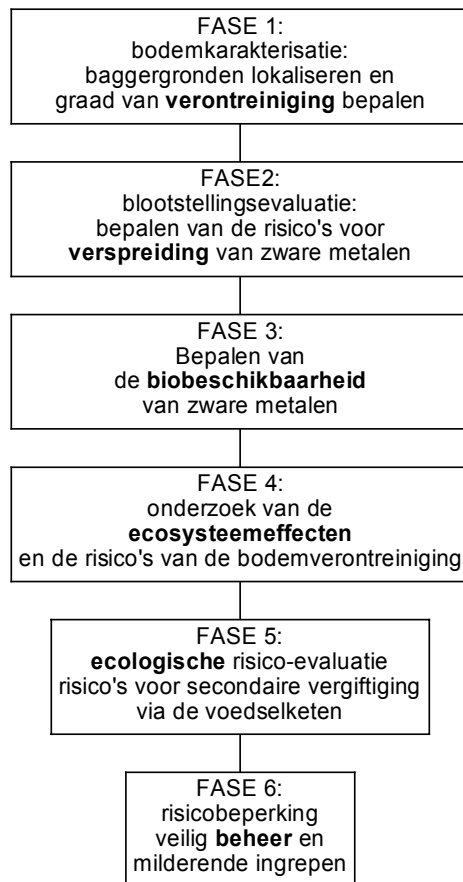 FASE 1:
bodemkarakterisatie:
baggergronden lokaliseren en
graad van verontreiniging bepalen
FASE2:
blootstellingsevaluatie:
bepalen van de risico's voor
verspreiding van zware metalen
FASE 3:
Bepalen van
de biobeschikbaarheid
van zware metalen
FASE 4:
onderzoek van de
ecosysteemeffecten
en de risico's van de bodemverontreiniging
FASE 5:
ecologische risico-evaluatie
risico's voor secondaire vergiftiging
via de voedselketen
FASE 6:
risicobeperking
veilig beheer en
milderende ingrepen